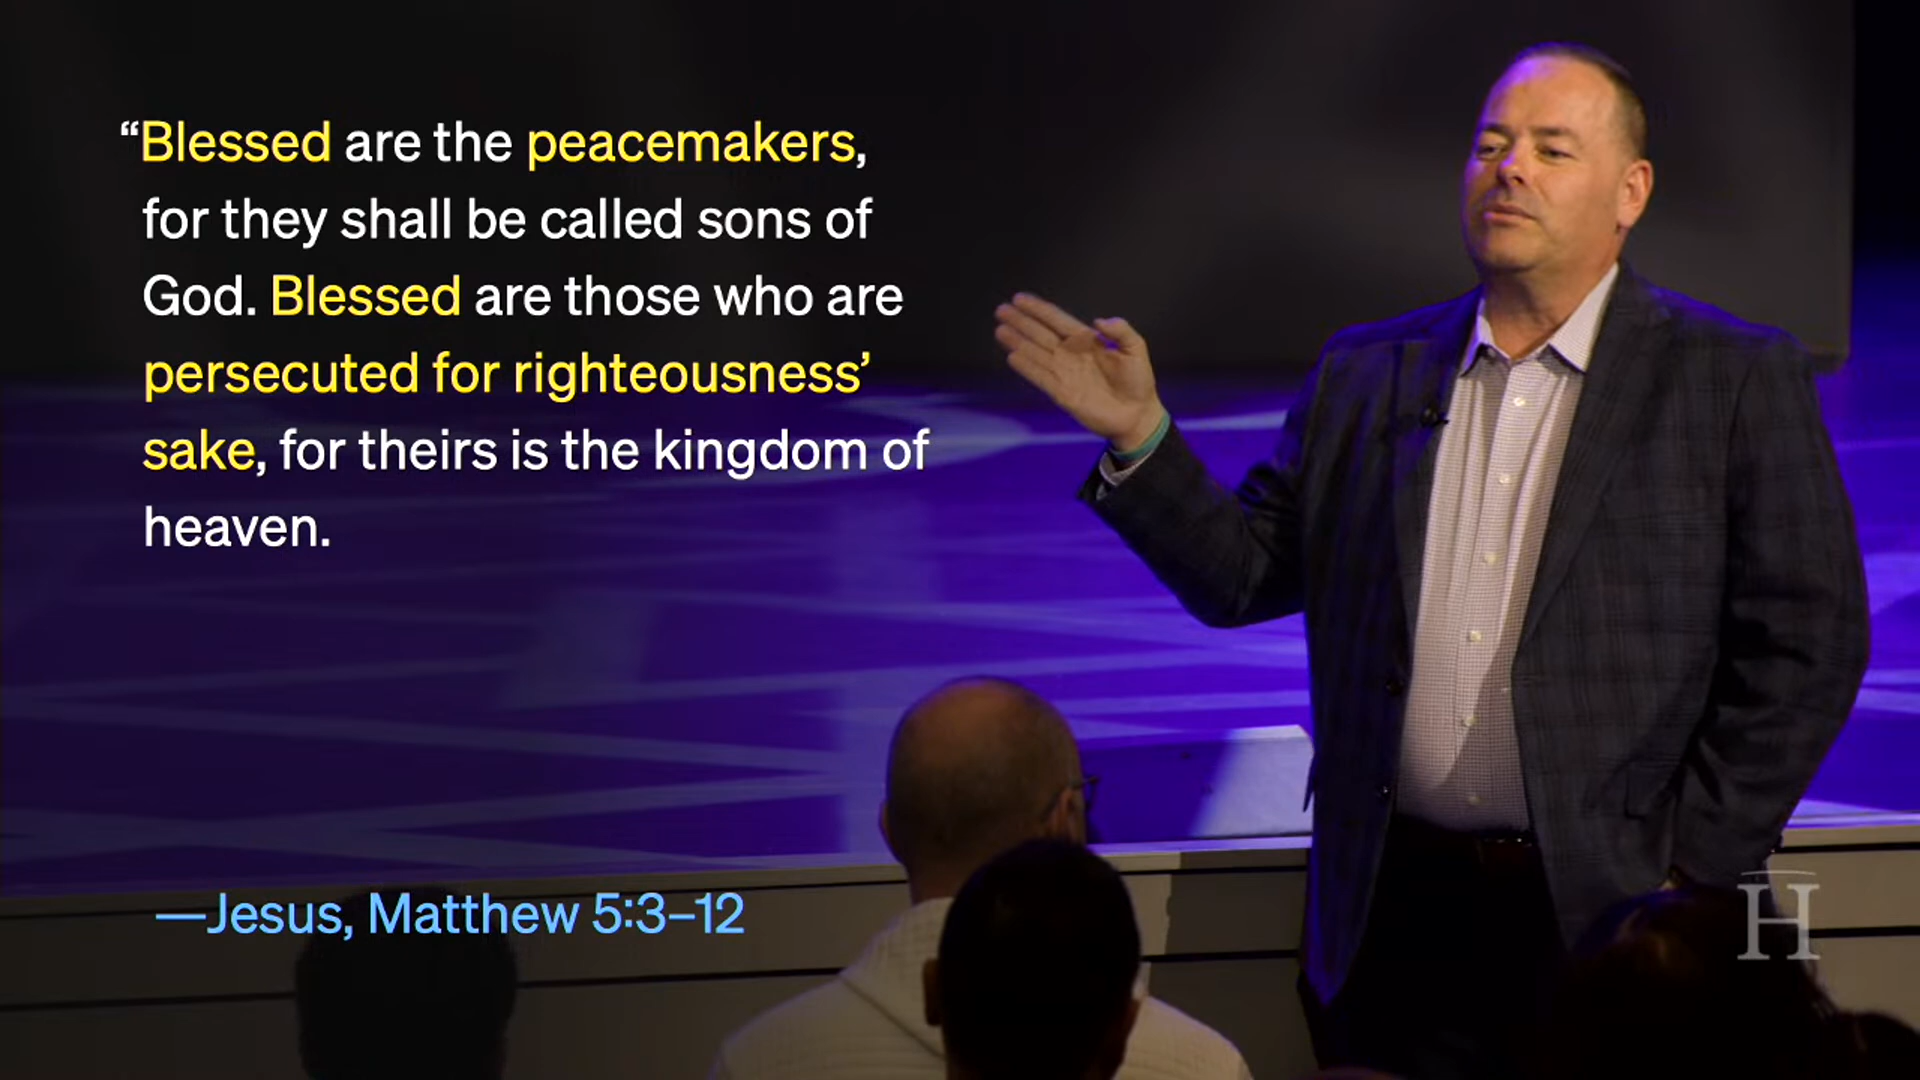 “Blessed are the peacemakers,
for they shall be called sons of
God. Blessed are those who are
persecuted for righteousness’
sake, for theirs is the kingdom of
heaven.
—Jesus, Matthew 5:3–12
H